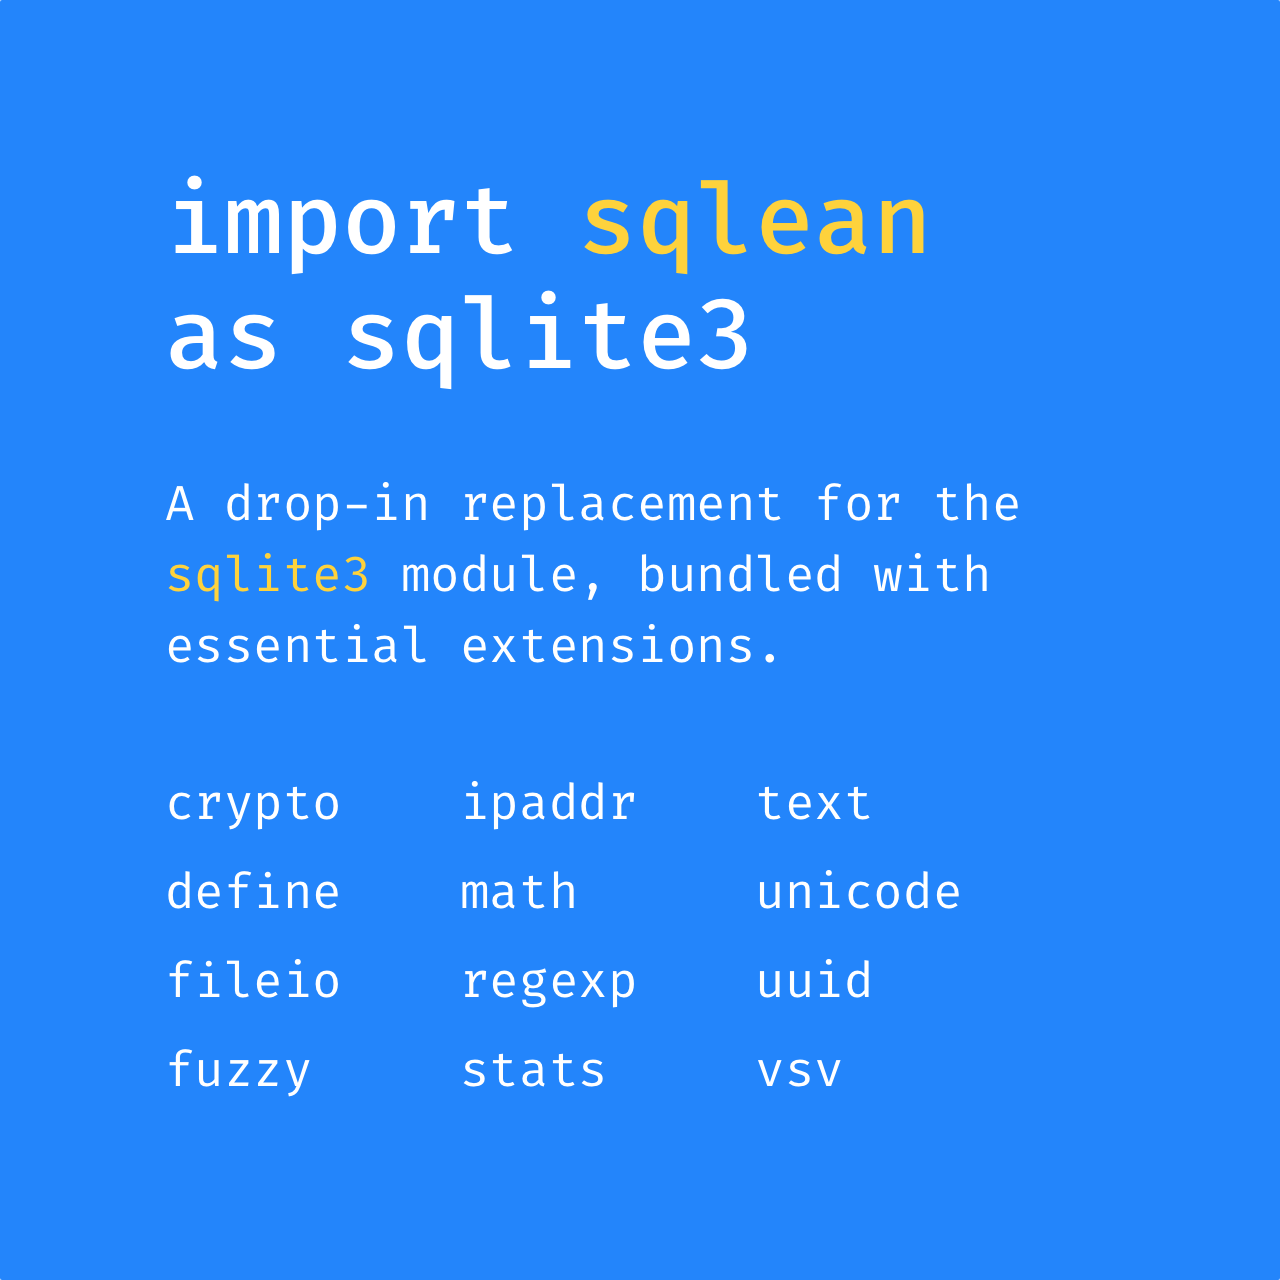 import sqlean
as sqlite3
A drop-in replacement for the
sqlite3 module, bundled with
essential extensions.
crypto ipaddr text
define math unicode
fileio regexp uuid
fuzzy stats vsv